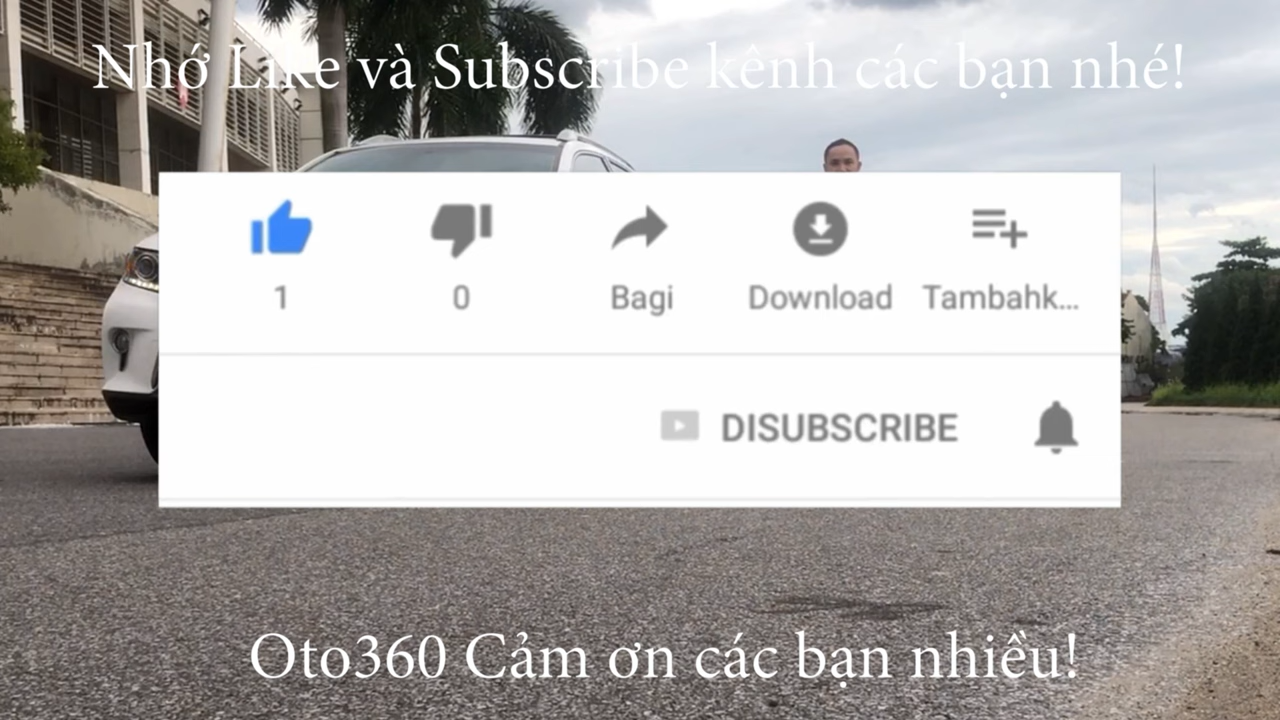 Nhớ Like và Subscribe kênh các bạn nhé!
1 0 Bagi Download Tambahk...
DISUBSCRIBE
Oto360 Cảm ơn các bạn nhiều!